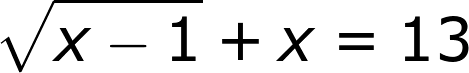 √(x − 1) + x = 13